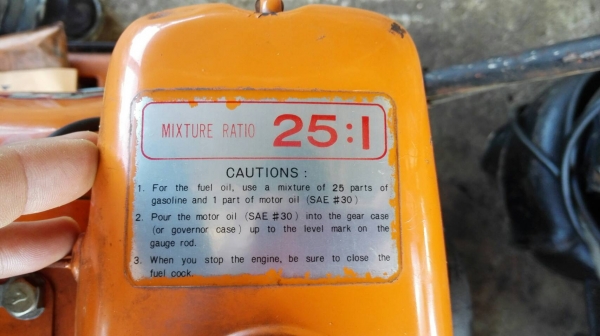 MIXTURE RATIO 25:1
CAUTIONS :
1. For the fuel oil, use a mixture of 25 parts of
gasoline and 1 part of motor oil (SAE #30)
2. Pour the motor oil (SAE #30) into the gear case
(or governor case) up to the level mark on the
gauge rod.
3. When you stop the engine, be sure to close the
fuel cock.